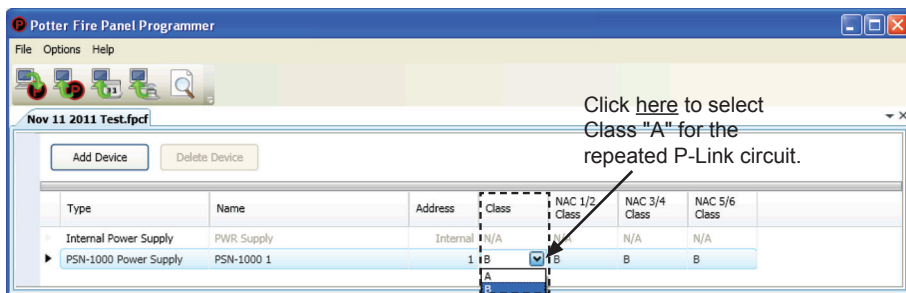 Potter Fire Panel Programmer
File Options Help
Nov 11 2011 Test.fpcf
Click here to select
Class "A" for the
repeated P-Link circuit.
Add Device Delete Device
Type Name Address Class NAC 1/2 Class NAC 3/4 Class NAC 5/6 Class
Internal Power Supply PWR Supply Internal N/A N/A N/A N/A
PSN-1000 Power Supply PSN-1000 1 1 B B B B
A
B